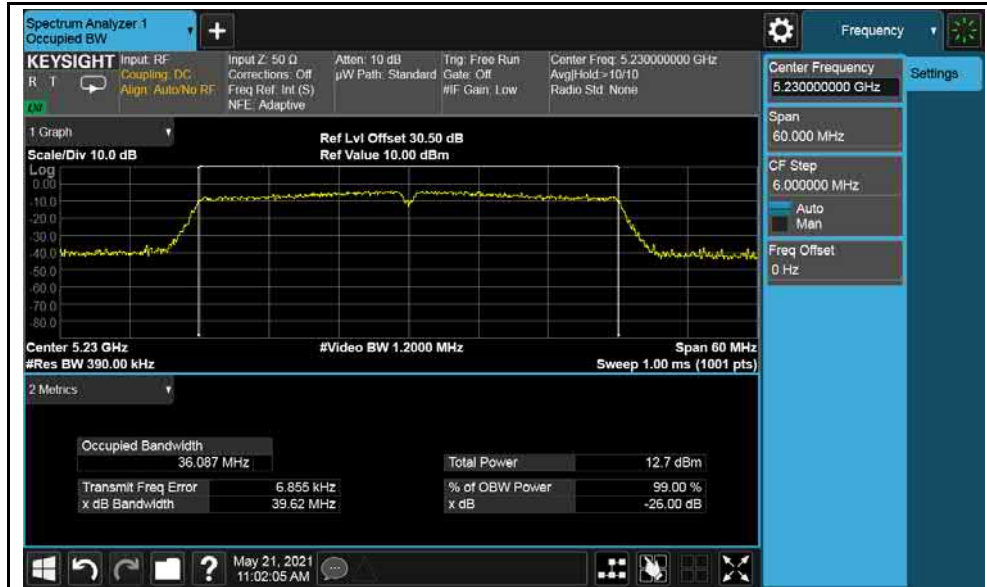 Spectrum Analyzer 1
Occupied BW
+
Frequency
KEYSIGHT
R T
LXI
Input: RF
Coupling: DC
Align: Auto/No RF
Input Z: 50 Ω
Corrections: Off
Freq Ref: Int (S)
NFE: Adaptive
Atten: 10 dB
µW Path: Standard
Trig: Free Run
Gate: Off
#IF Gain: Low
Center Freq: 5.230000000 GHz
Avg|Hold:>10/10
Radio Std: None
Center Frequency
5.230000000 GHz
Settings
Span
60.000 MHz
CF Step
6.000000 MHz
Auto
Man
Freq Offset
0 Hz
1 Graph
Scale/Div 10.0 dB
Ref Lvl Offset 30.50 dB
Ref Value 10.00 dBm
Log
0.00
-10.0
-20.0
-30.0
-40.0
-50.0
-60.0
-70.0
-80.0
Center 5.23 GHz
#Video BW 1.2000 MHz
Span 60 MHz
#Res BW 390.00 kHz
Sweep 1.00 ms (1001 pts)
2 Metrics
Occupied Bandwidth
36.087 MHz
Total Power 12.7 dBm
Transmit Freq Error 6.855 kHz
% of OBW Power 99.00 %
x dB Bandwidth 39.62 MHz
x dB -26.00 dB
?
May 21, 2021
11:02:05 AM